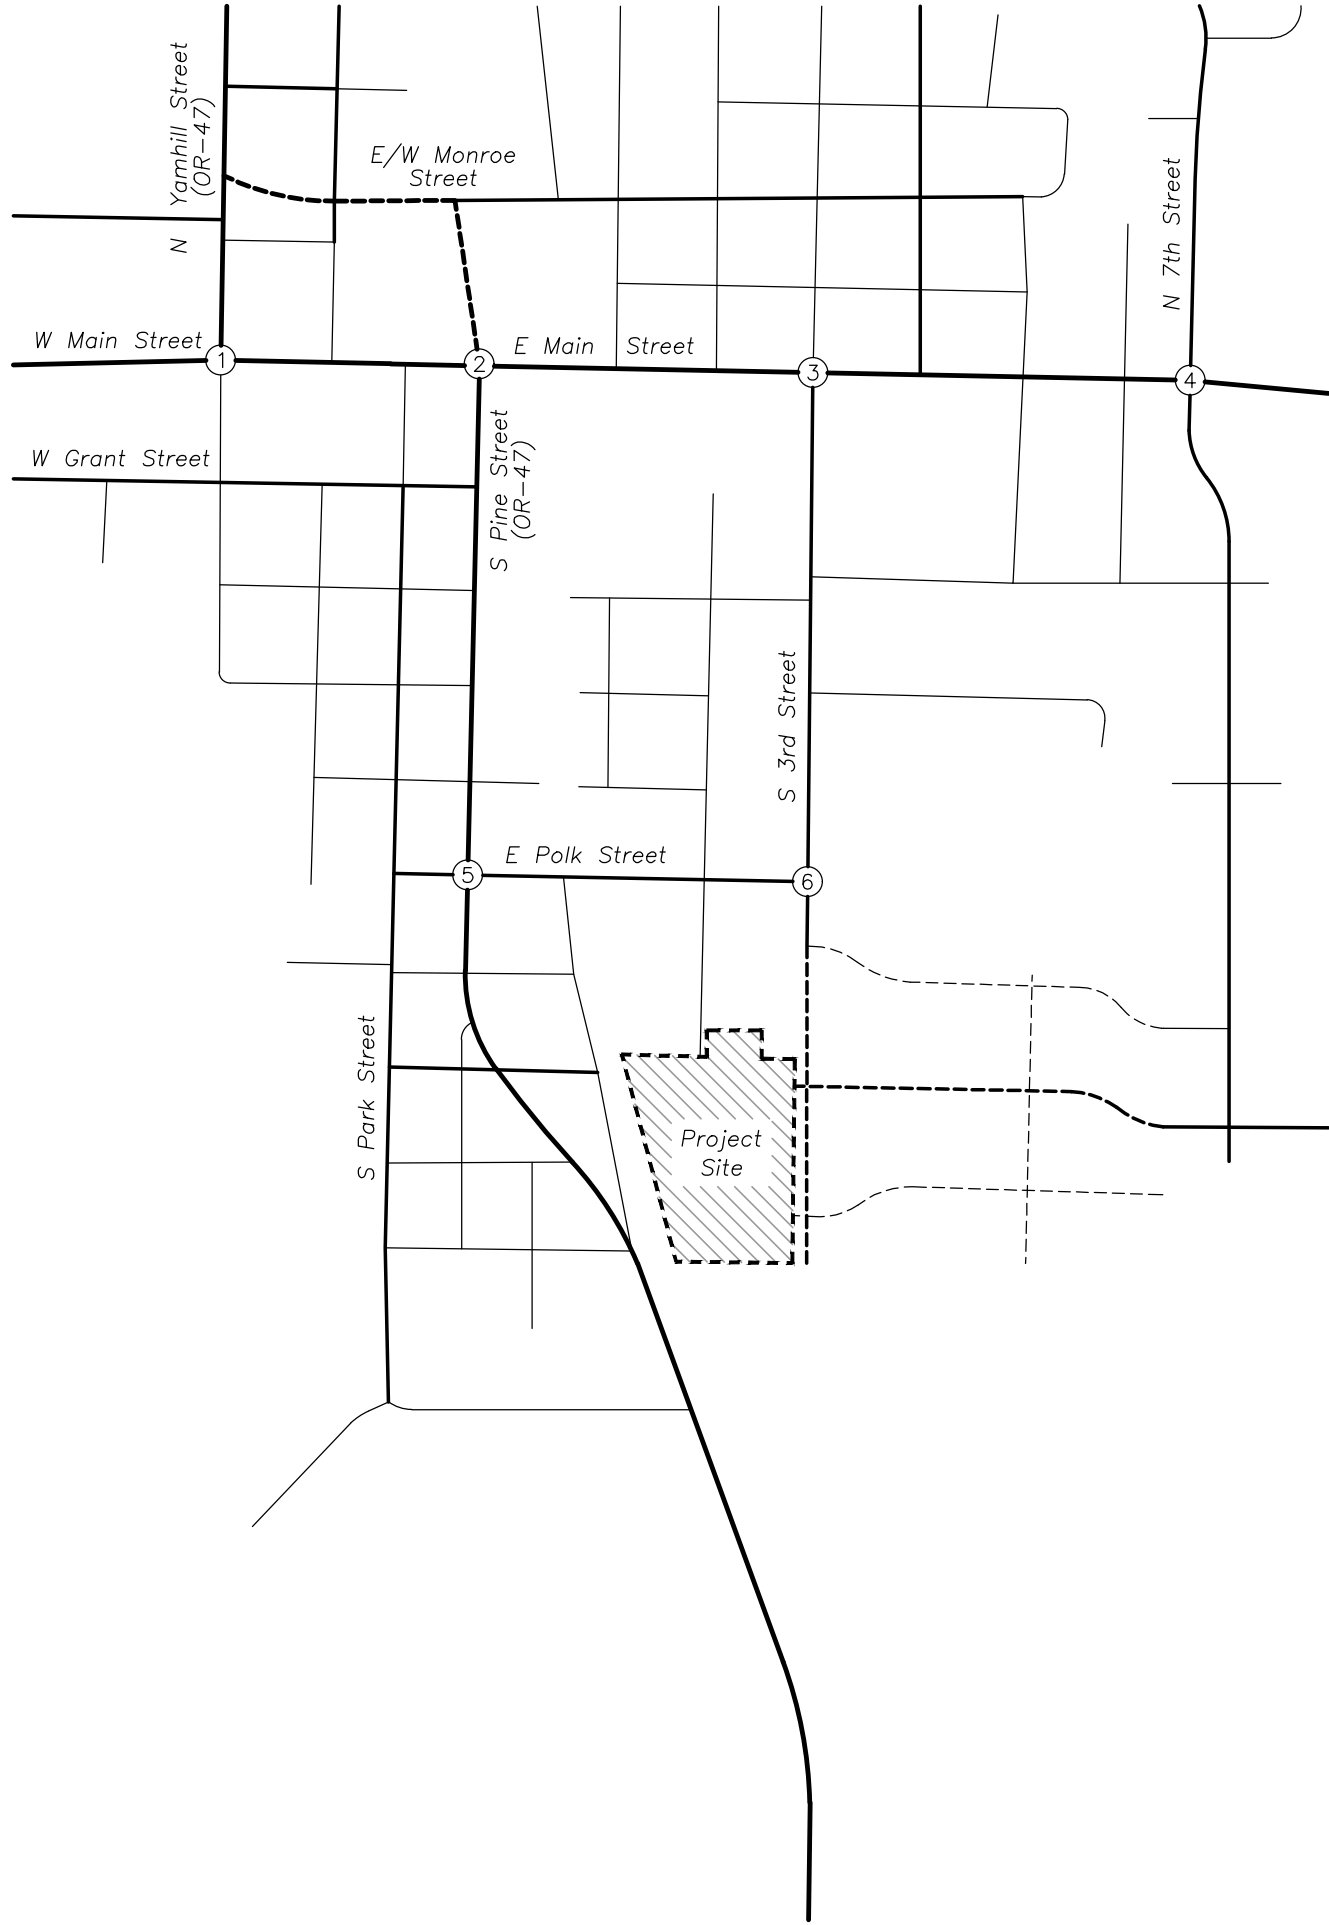 N Yamhill Street
(OR-47)
E/W Monroe
Street
N 7th Street
W Main Street
1
2
E Main Street
3
4
W Grant Street
S Pine Street
(OR-47)
S 3rd Street
5
E Polk Street
6
S Park Street
Project
Site